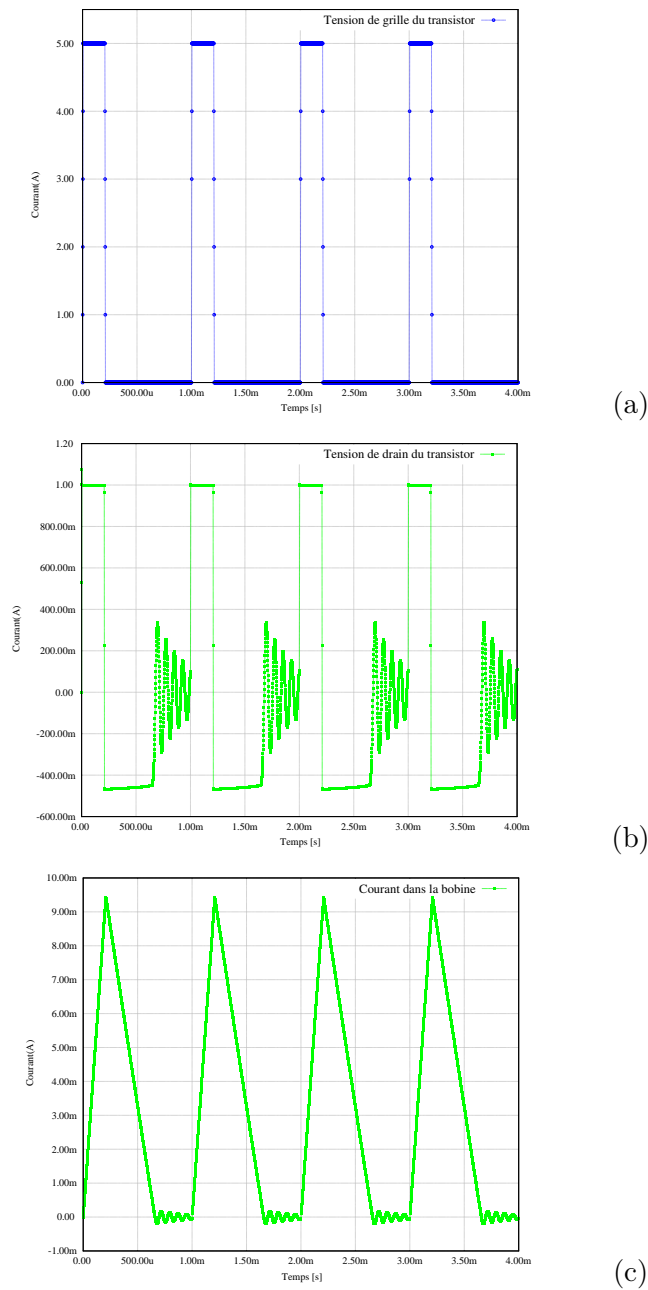 Tension de grille du transistor
5.00
4.00
3.00
2.00
1.00
0.00
Courant(A)
0.00 500.00u 1.00m 1.50m 2.00m 2.50m 3.00m 3.50m 4.00m
Temps [s]
(a)
1.20
Tension de drain du transistor
1.00
800.00m
600.00m
400.00m
200.00m
0.00
-200.00m
-400.00m
-600.00m
Courant(A)
0.00 500.00u 1.00m 1.50m 2.00m 2.50m 3.00m 3.50m 4.00m
Temps [s]
(b)
10.00m
Courant dans la bobine
9.00m
8.00m
7.00m
6.00m
5.00m
4.00m
3.00m
2.00m
1.00m
0.00
-1.00m
Courant(A)
0.00 500.00u 1.00m 1.50m 2.00m 2.50m 3.00m 3.50m 4.00m
Temps [s]
(c)